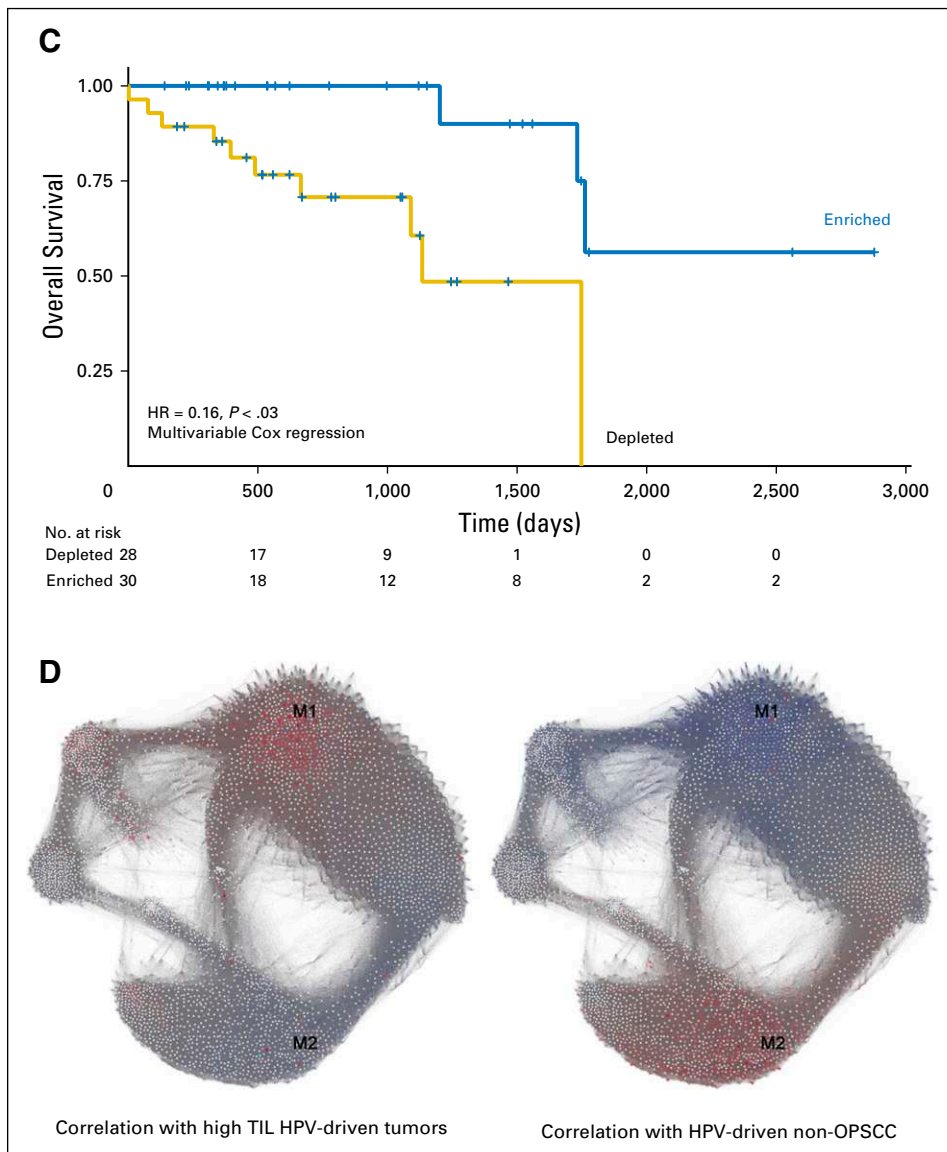 C
1.00
0.75
0.50
0.25
Overall Survival
Enriched
HR = 0.16, P < .03
Multivariable Cox regression
Depleted
0 500 1,000 1,500 2,000 2,500 3,000
Time (days)
No. at risk
Depleted 28 17 9 1 0 0
Enriched 30 18 12 8 2 2
D
M1 M1
M2 M2
Correlation with high TIL HPV-driven tumors
Correlation with HPV-driven non-OPSCC